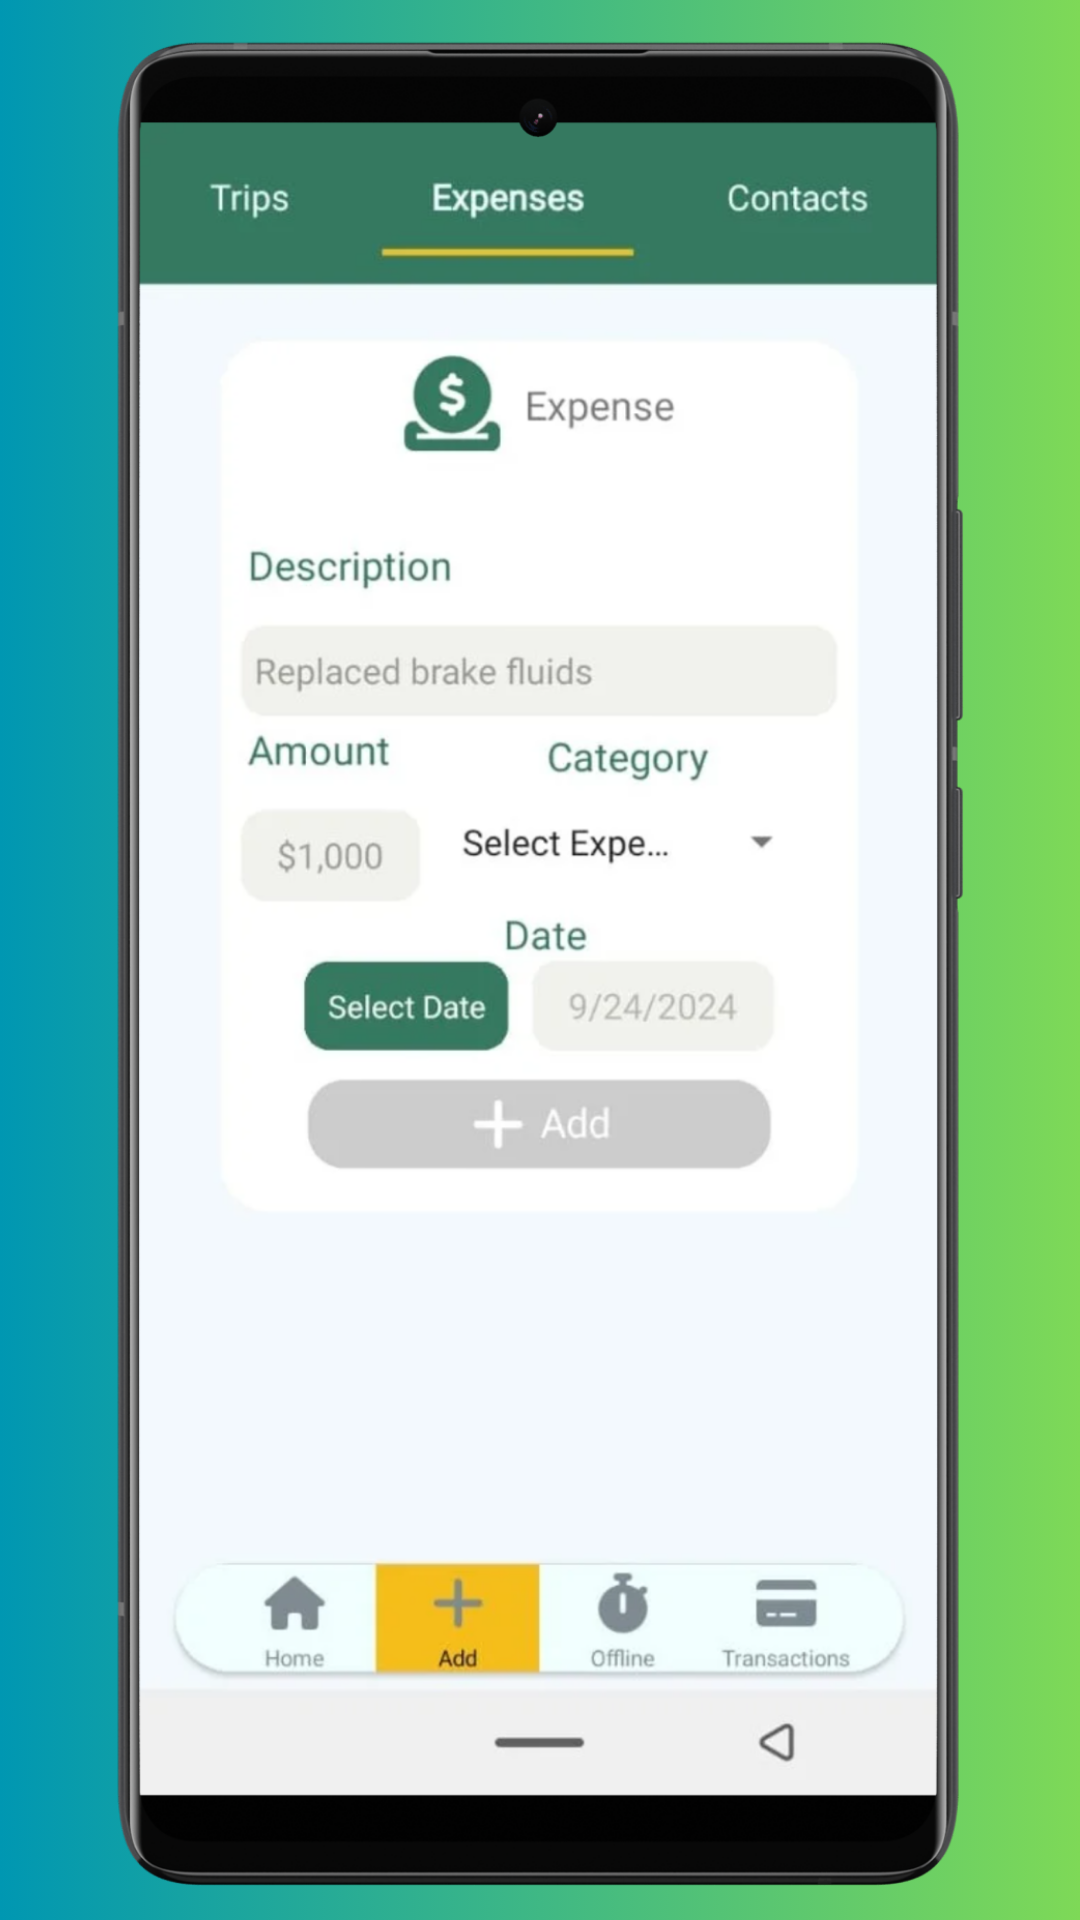 Trips Expenses Contacts
Expense
Description
Replaced brake fluids
Amount Category
$1,000 Select Expe...
Date
Select Date 9/24/2024
Add
Home Add Offline Transactions